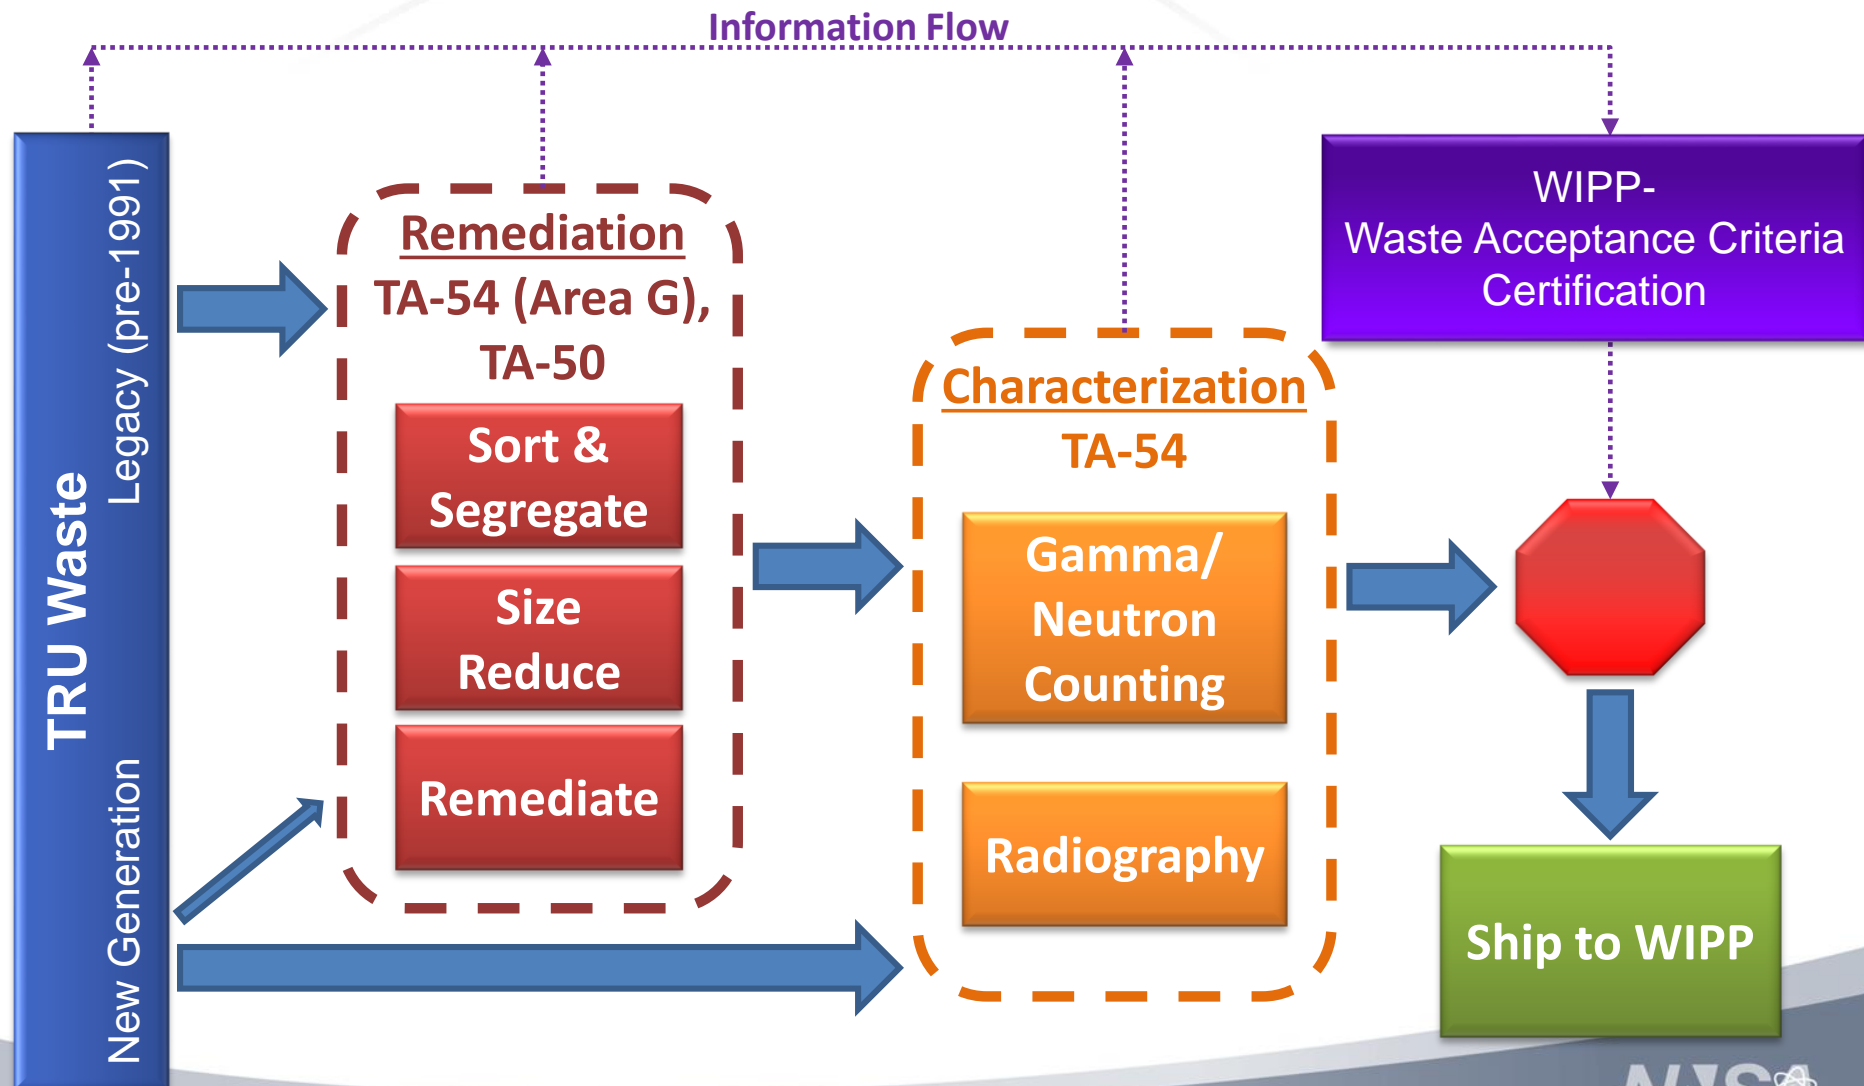 Information Flow
TRU Waste
Legacy (pre-1991)
New Generation
Remediation
TA-54 (Area G),
TA-50
Sort &
Segregate
Size
Reduce
Remediate
Characterization
TA-54
Gamma/
Neutron
Counting
Radiography
WIPP-
Waste Acceptance Criteria
Certification
Ship to WIPP